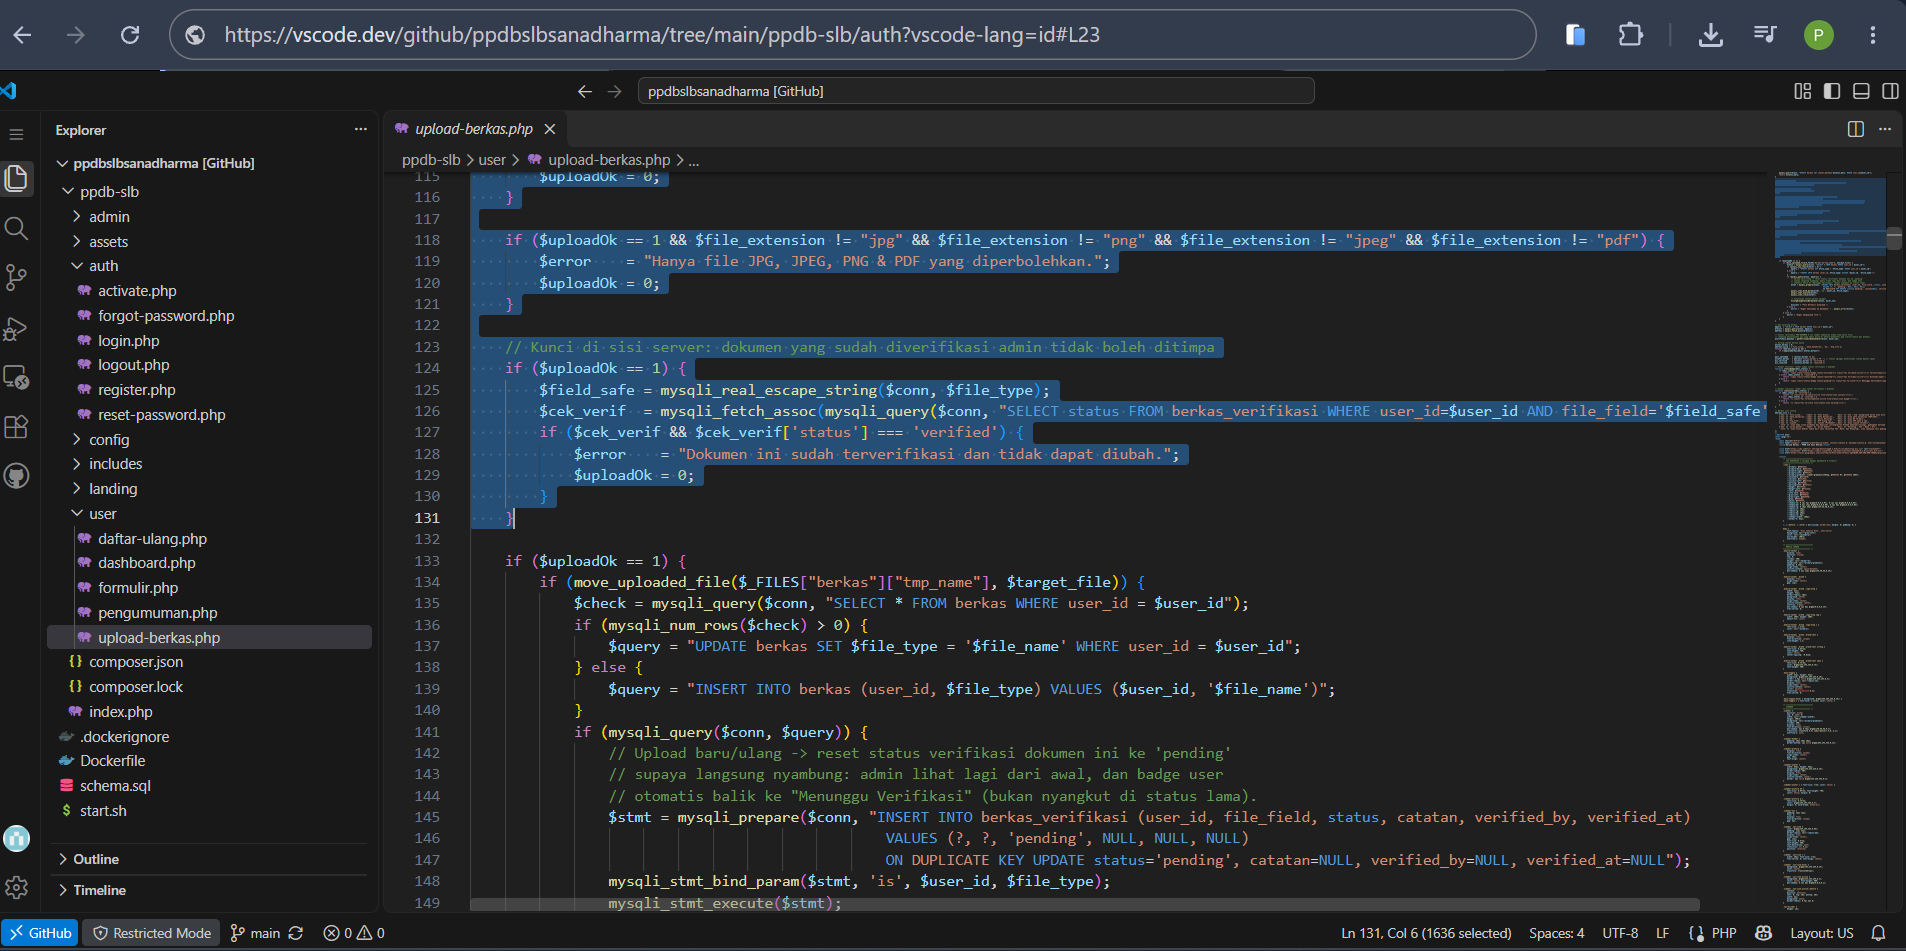 https://vscode.dev/github/ppdbslbsanadharma/tree/main/ppdb-slb/auth?vscode-lang=id#L23
P
ppdbslbsanadharma [GitHub]
Explorer
ppdbslbsanadharma [GitHub]
ppdb-slb
admin
assets
auth
activate.php
forgot-password.php
login.php
logout.php
register.php
reset-password.php
config
includes
landing
user
daftar-ulang.php
dashboard.php
formulir.php
pengumuman.php
upload-berkas.php
composer.json
composer.lock
index.php
.dockerignore
Dockerfile
schema.sql
start.sh
Outline
Timeline
upload-berkas.php
ppdb-slb > user > upload-berkas.php > ...
115 $uploadOk = 0;
116 }
117
118 if ($uploadOk == 1 && $file_extension != "jpg" && $file_extension != "png" && $file_extension != "jpeg" && $file_extension != "pdf") {
119 $error    = "Hanya file JPG, JPEG, PNG & PDF yang diperbolehkan.";
120 $uploadOk = 0;
121 }
122
123 // Kunci di sisi server: dokumen yang sudah diverifikasi admin tidak boleh ditimpa
124 if ($uploadOk == 1) {
125 $field_safe = mysqli_real_escape_string($conn, $file_type);
126 $cek_verif  = mysqli_fetch_assoc(mysqli_query($conn, "SELECT status FROM berkas_verifikasi WHERE user_id=$user_id AND file_field='$field_safe'
127 if ($cek_verif && $cek_verif['status'] === 'verified') {
128 $error    = "Dokumen ini sudah terverifikasi dan tidak dapat diubah.";
129 $uploadOk = 0;
130 }
131 }
132
133 if ($uploadOk == 1) {
134 if (move_uploaded_file($_FILES["berkas"]["tmp_name"], $target_file)) {
135 $check = mysqli_query($conn, "SELECT * FROM berkas WHERE user_id = $user_id");
136 if (mysqli_num_rows($check) > 0) {
137 $query = "UPDATE berkas SET $file_type = '$file_name' WHERE user_id = $user_id";
138 } else {
139 $query = "INSERT INTO berkas (user_id, $file_type) VALUES ($user_id, '$file_name')";
140 }
141 if (mysqli_query($conn, $query)) {
142 // Upload baru/ulang -> reset status verifikasi dokumen ini ke 'pending'
143 // supaya langsung nyambung: admin lihat lagi dari awal, dan badge user
144 // otomatis balik ke "Menunggu Verifikasi" (bukan nyangkut di status lama).
145 $stmt = mysqli_prepare($conn, "INSERT INTO berkas_verifikasi (user_id, file_field, status, catatan, verified_by, verified_at)
146 VALUES (?, ?, 'pending', NULL, NULL, NULL)
147 ON DUPLICATE KEY UPDATE status='pending', catatan=NULL, verified_by=NULL, verified_at=NULL");
148 mysqli_stmt_bind_param($stmt, 'is', $user_id, $file_type);
149 mysqli_stmt_execute($stmt);
GitHub Restricted Mode main 0 0 Ln 131, Col 6 (1636 selected) Spaces: 4 UTF-8 LF PHP Layout: US